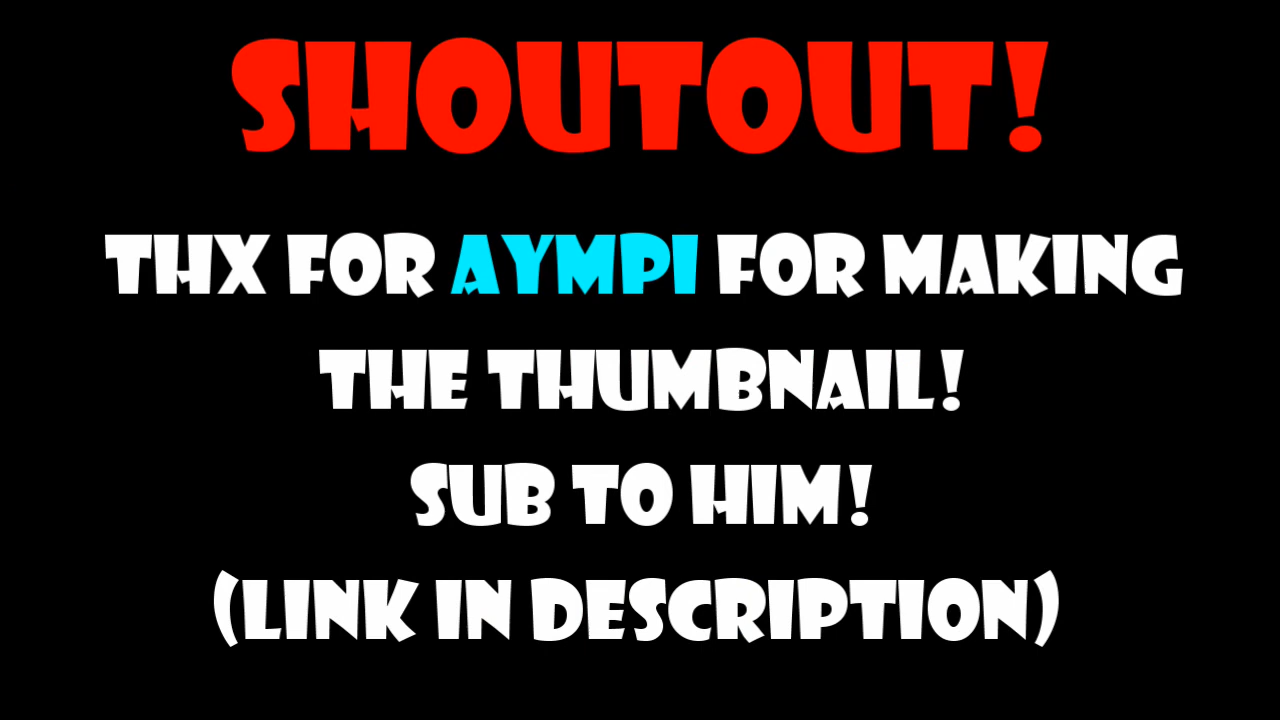 SHOUTOUT!
THX FOR AYMPI FOR MAKING
THE THUMBNAIL!
SUB TO HIM!
(LINK IN DESCRIPTION)